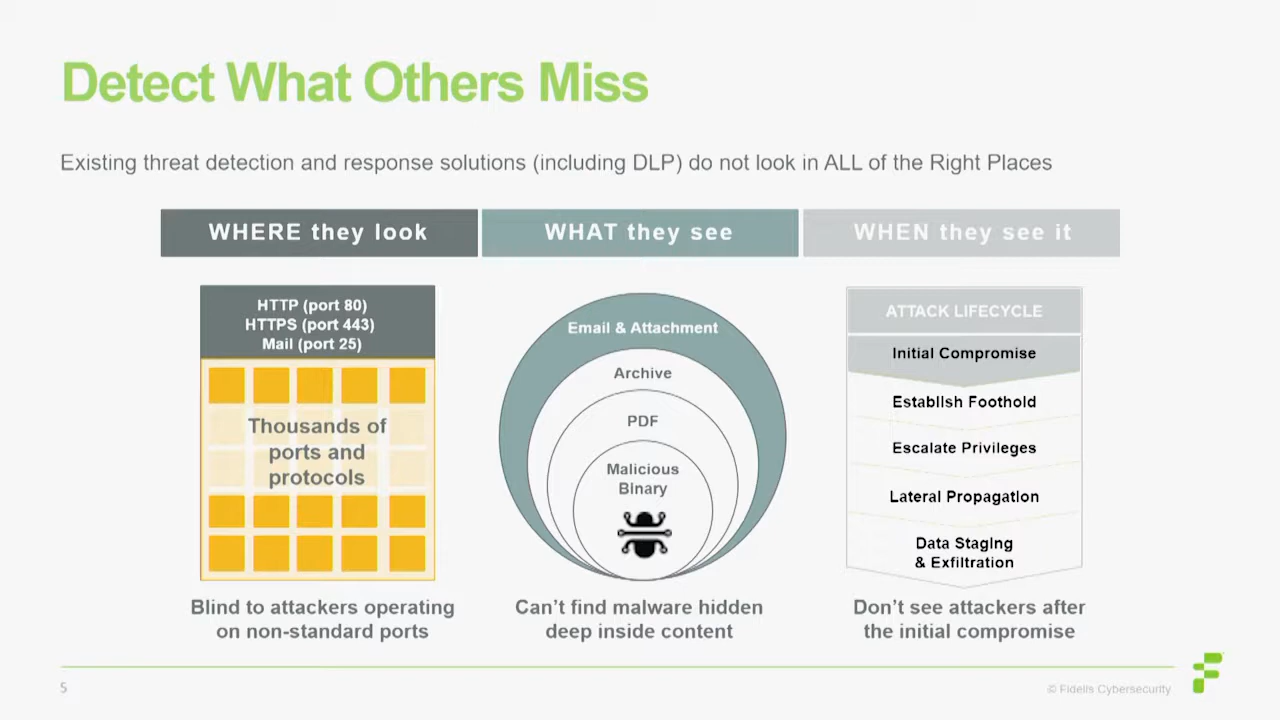 Detect What Others Miss
Existing threat detection and response solutions (including DLP) do not look in ALL of the Right Places
WHERE they look
WHAT they see
WHEN they see it
HTTP (port 80)
HTTPS (port 443)
Mail (port 25)
Thousands of
ports and
protocols
Blind to attackers operating
on non-standard ports
Email & Attachment
Archive
PDF
Malicious
Binary
Can't find malware hidden
deep inside content
ATTACK LIFECYCLE
Initial Compromise
Establish Foothold
Escalate Privileges
Lateral Propagation
Data Staging
& Exfiltration
Don't see attackers after
the initial compromise
5
© Fidelis Cybersecurity